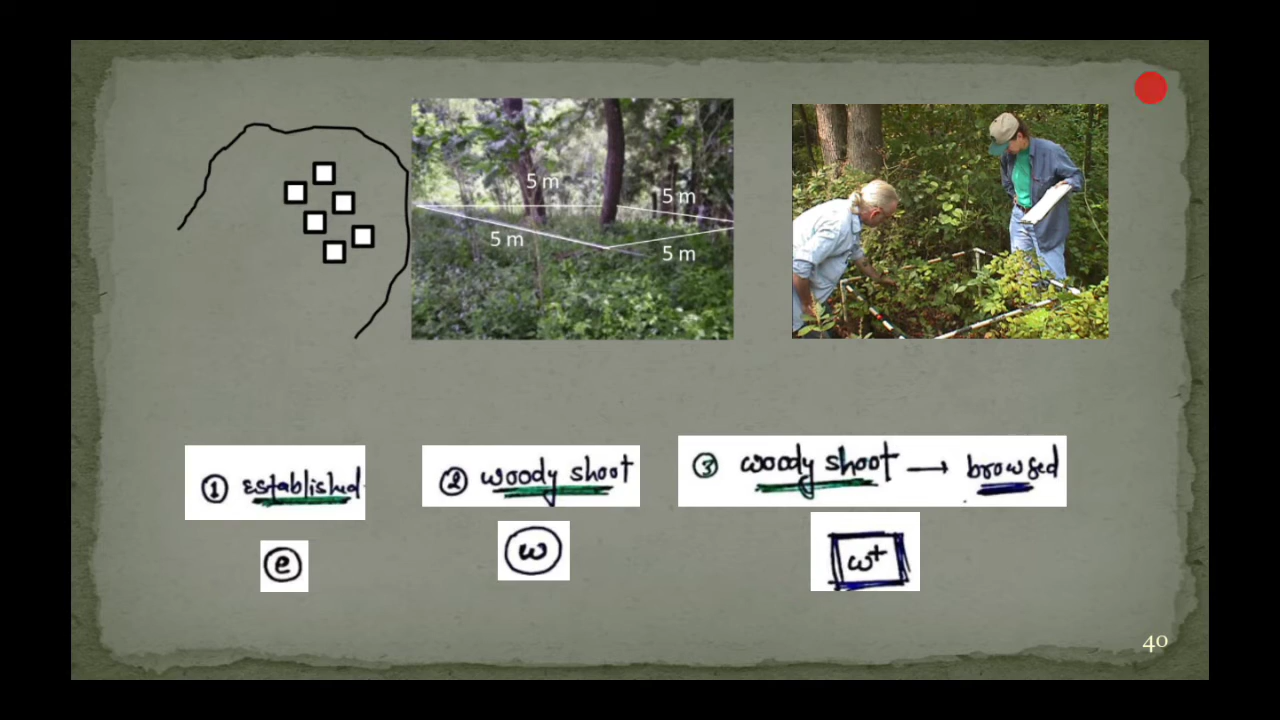 5 m
5 m
5 m
5 m
① established
② woody shoot
③ woody shoot → browsed
e
w
w+
40